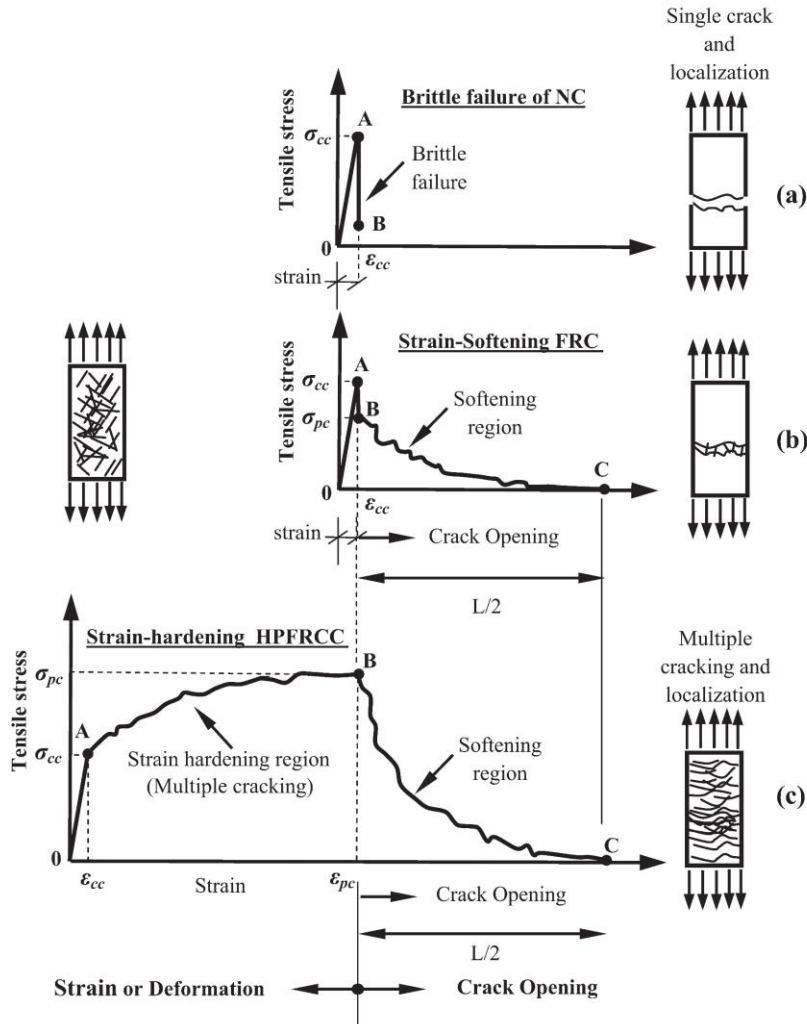 Single crack
and
localization
Brittle failure of NC
Tensile stress
σcc
A
Brittle
failure
B
0
εcc
strain
(a)
Strain-Softening FRC
Tensile stress
A
σcc
σpc
B
Softening
region
C
0
εcc
strain
Crack Opening
L/2
(b)
Strain-hardening HPFRCC
Tensile stress
σpc
B
A
σcc
Strain hardening region
(Multiple cracking)
Softening
region
C
0
εcc
Strain
εpc
Crack Opening
L/2
Multiple
cracking and
localization
(c)
Strain or Deformation
Crack Opening